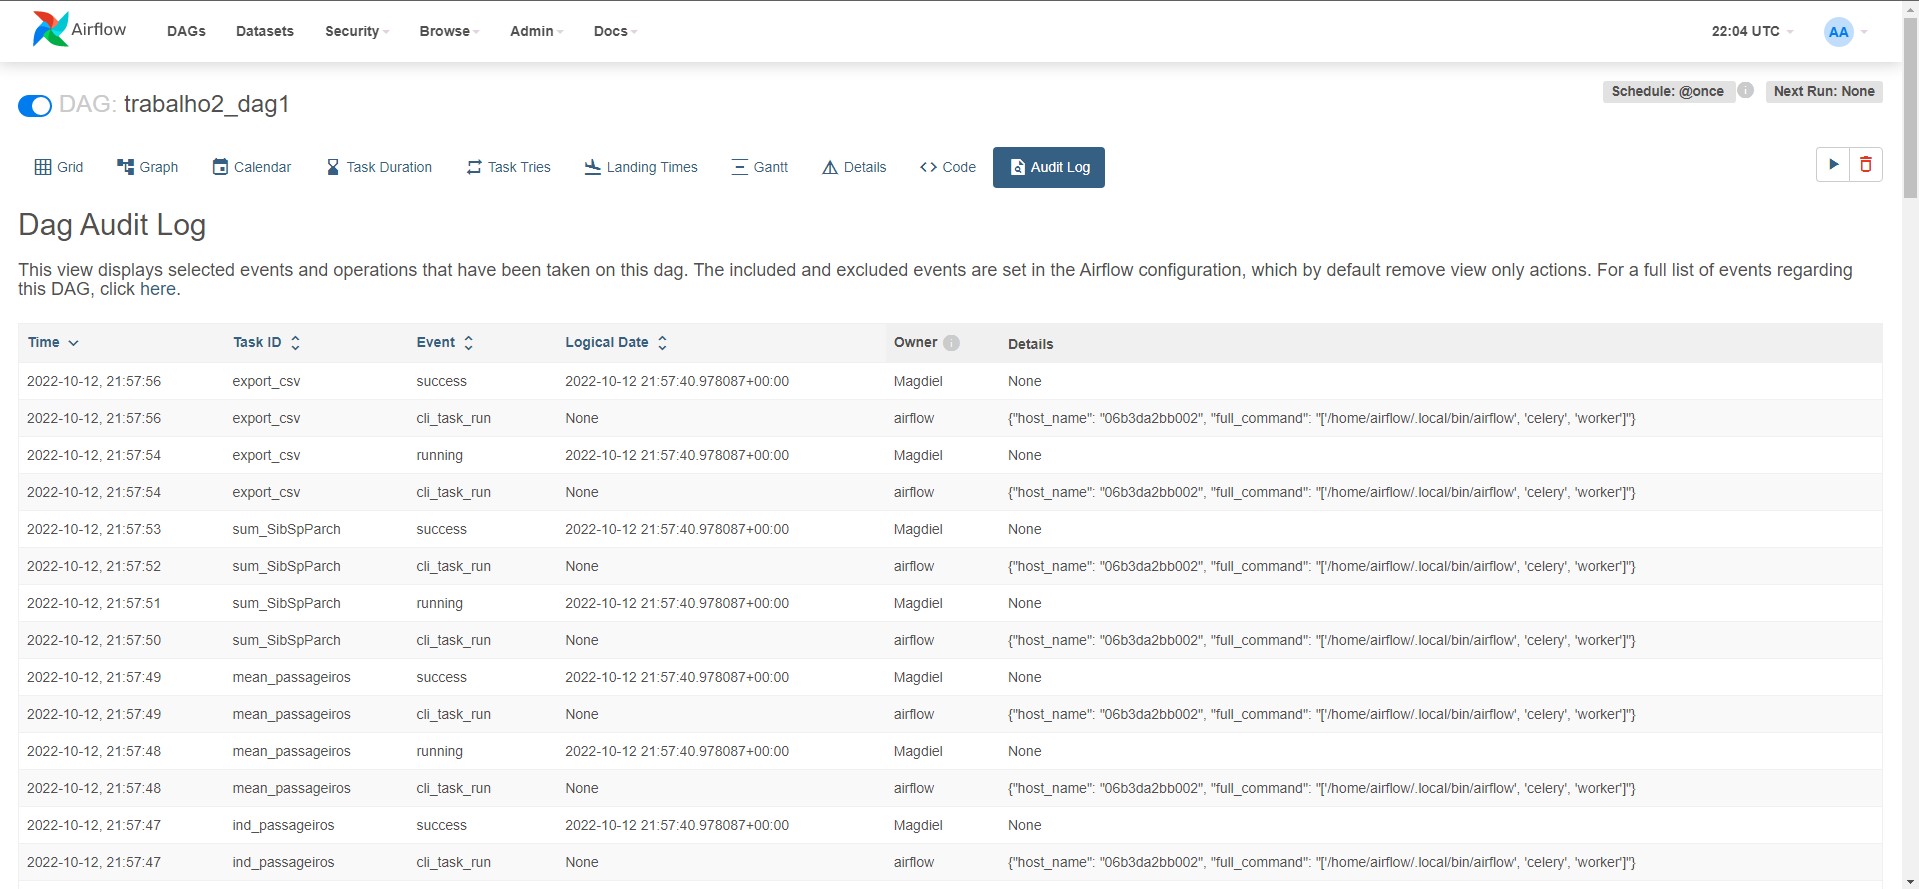 Airflow DAGs Datasets Security Browse Admin Docs 22:04 UTC AA
DAG: trabalho2_dag1 Schedule: @once i Next Run: None
Grid Graph Calendar Task Duration Task Tries Landing Times Gantt Details <> Code Audit Log
Dag Audit Log
This view displays selected events and operations that have been taken on this dag. The included and excluded events are set in the Airflow configuration, which by default remove view only actions. For a full list of events regarding
this DAG, click here.
Time Task ID Event Logical Date Owner i Details
2022-10-12, 21:57:56 export_csv success 2022-10-12 21:57:40.978087+00:00 Magdiel None
2022-10-12, 21:57:56 export_csv cli_task_run None airflow {"host_name": "06b3da2bb002", "full_command": "['/home/airflow/.local/bin/airflow', 'celery', 'worker']"}
2022-10-12, 21:57:54 export_csv running 2022-10-12 21:57:40.978087+00:00 Magdiel None
2022-10-12, 21:57:54 export_csv cli_task_run None airflow {"host_name": "06b3da2bb002", "full_command": "['/home/airflow/.local/bin/airflow', 'celery', 'worker']"}
2022-10-12, 21:57:53 sum_SibSpParch success 2022-10-12 21:57:40.978087+00:00 Magdiel None
2022-10-12, 21:57:52 sum_SibSpParch cli_task_run None airflow {"host_name": "06b3da2bb002", "full_command": "['/home/airflow/.local/bin/airflow', 'celery', 'worker']"}
2022-10-12, 21:57:51 sum_SibSpParch running 2022-10-12 21:57:40.978087+00:00 Magdiel None
2022-10-12, 21:57:50 sum_SibSpParch cli_task_run None airflow {"host_name": "06b3da2bb002", "full_command": "['/home/airflow/.local/bin/airflow', 'celery', 'worker']"}
2022-10-12, 21:57:49 mean_passageiros success 2022-10-12 21:57:40.978087+00:00 Magdiel None
2022-10-12, 21:57:49 mean_passageiros cli_task_run None airflow {"host_name": "06b3da2bb002", "full_command": "['/home/airflow/.local/bin/airflow', 'celery', 'worker']"}
2022-10-12, 21:57:48 mean_passageiros running 2022-10-12 21:57:40.978087+00:00 Magdiel None
2022-10-12, 21:57:48 mean_passageiros cli_task_run None airflow {"host_name": "06b3da2bb002", "full_command": "['/home/airflow/.local/bin/airflow', 'celery', 'worker']"}
2022-10-12, 21:57:47 ind_passageiros success 2022-10-12 21:57:40.978087+00:00 Magdiel None
2022-10-12, 21:57:47 ind_passageiros cli_task_run None airflow {"host_name": "06b3da2bb002", "full_command": "['/home/airflow/.local/bin/airflow', 'celery', 'worker']"}